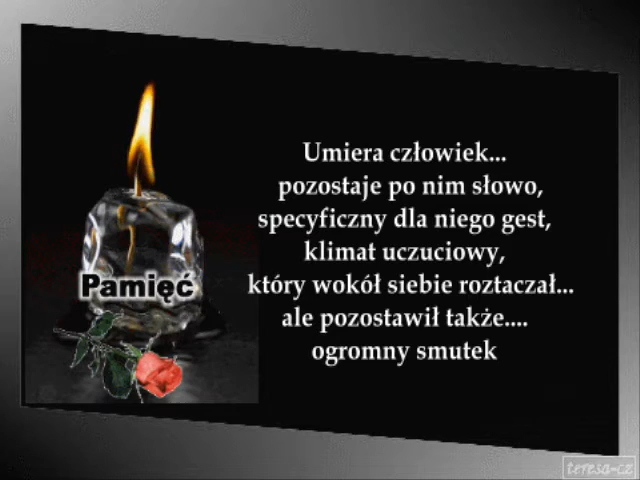 Umiera człowiek...
pozostaje po nim słowo,
specyficzny dla niego gest,
klimat uczuciowy,
który wokół siebie roztaczał...
ale pozostawił także....
ogromny smutek
Pamięć
teresa-cz